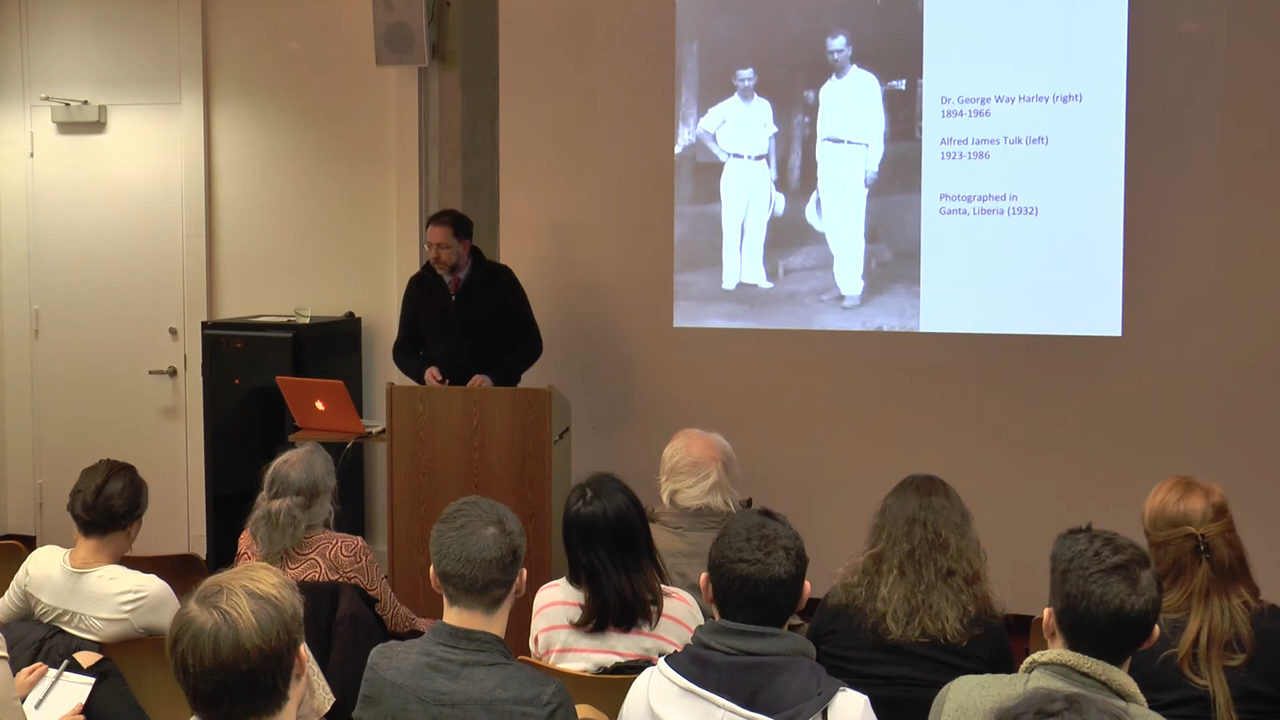 Dr. George Way Harley (right)
1894-1966
Alfred James Tulk (left)
1923-1986
Photographed in
Ganta, Liberia (1932)